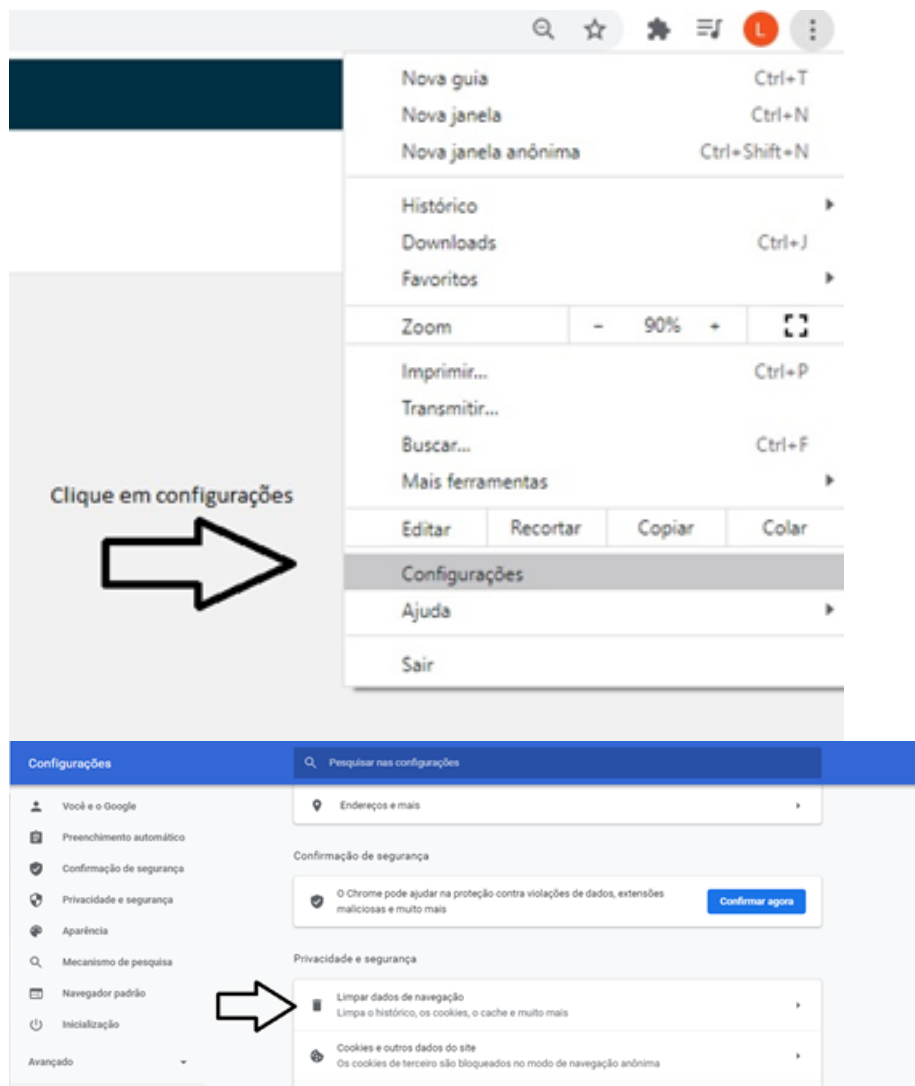 L
Nova guia Ctrl+T
Nova janela Ctrl+N
Nova janela anônima Ctrl+Shift+N
Histórico
Downloads Ctrl+J
Favoritos
Zoom - 90% +
Imprimir... Ctrl+P
Transmitir...
Buscar... Ctrl+F
Mais ferramentas
Clique em configurações
Editar Recortar Copiar Colar
Configurações
Ajuda
Sair
Configurações
Pesquisar nas configurações
Você e o Google
Preenchimento automático
Confirmação de segurança
Privacidade e segurança
Aparência
Mecanismo de pesquisa
Navegador padrão
Inicialização
Avançado
Endereços e mais
Confirmação de segurança
O Chrome pode ajudar na proteção contra violações de dados, extensões
maliciosas e muito mais
Confirmar agora
Privacidade e segurança
Limpar dados de navegação
Limpa o histórico, os cookies, o cache e muito mais
Cookies e outros dados do site
Os cookies de terceiro são bloqueados no modo de navegação anônima